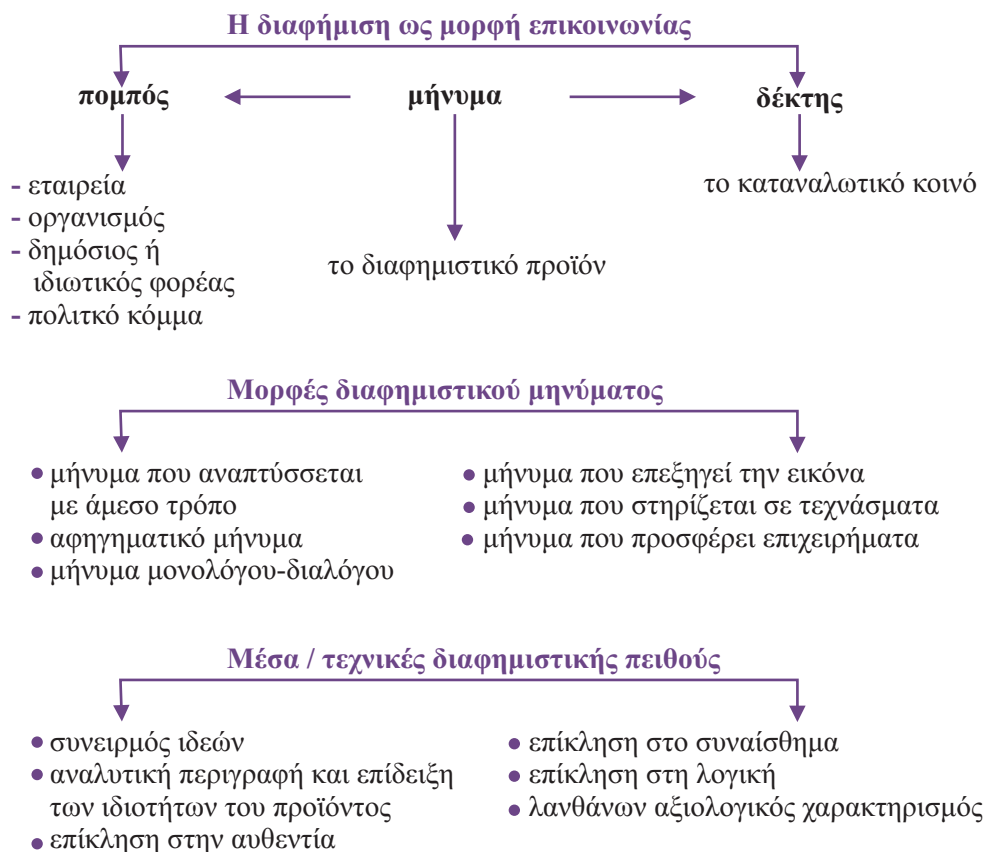 Η διαφήμιση ως μορφή επικοινωνίας
πομπός
μήνυμα
δέκτης
- εταιρεία
- οργανισμός
- δημόσιος ή
ιδιωτικός φορέας
- πολιτκό κόμμα
το διαφημιστικό προϊόν
το καταναλωτικό κοινό
Μορφές διαφημιστικού μηνύματος
• μήνυμα που αναπτύσσεται
με άμεσο τρόπο
• αφηγηματικό μήνυμα
• μήνυμα μονολόγου-διαλόγου
• μήνυμα που επεξηγεί την εικόνα
• μήνυμα που στηρίζεται σε τεχνάσματα
• μήνυμα που προσφέρει επιχειρήματα
Μέσα / τεχνικές διαφημιστικής πειθούς
• συνειρμός ιδεών
• αναλυτική περιγραφή και επίδειξη
των ιδιοτήτων του προϊόντος
• επίκληση στην αυθεντία
• επίκληση στο συναίσθημα
• επίκληση στη λογική
• λανθάνων αξιολογικός χαρακτηρισμός